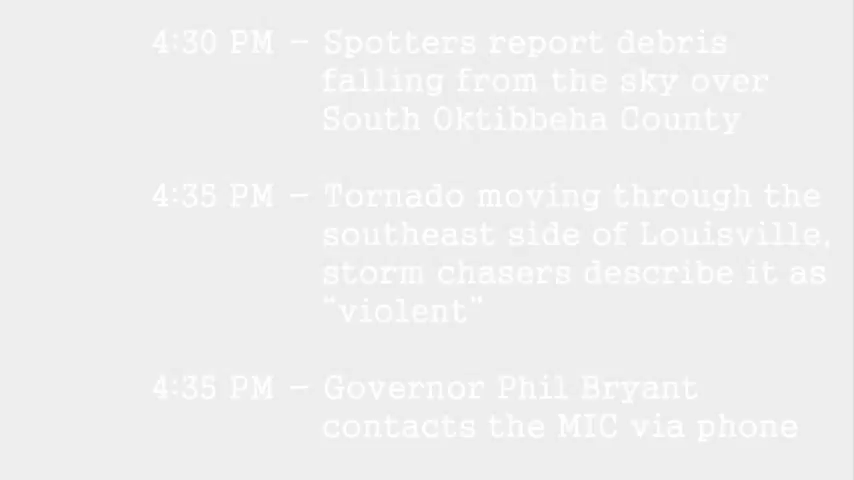 4:30 PM – Spotters report debris
falling from the sky over
South Oktibbeha County
4:35 PM – Tornado moving through the
southeast side of Louisville,
storm chasers describe it as
"violent"
4:35 PM – Governor Phil Bryant
contacts the MIC via phone